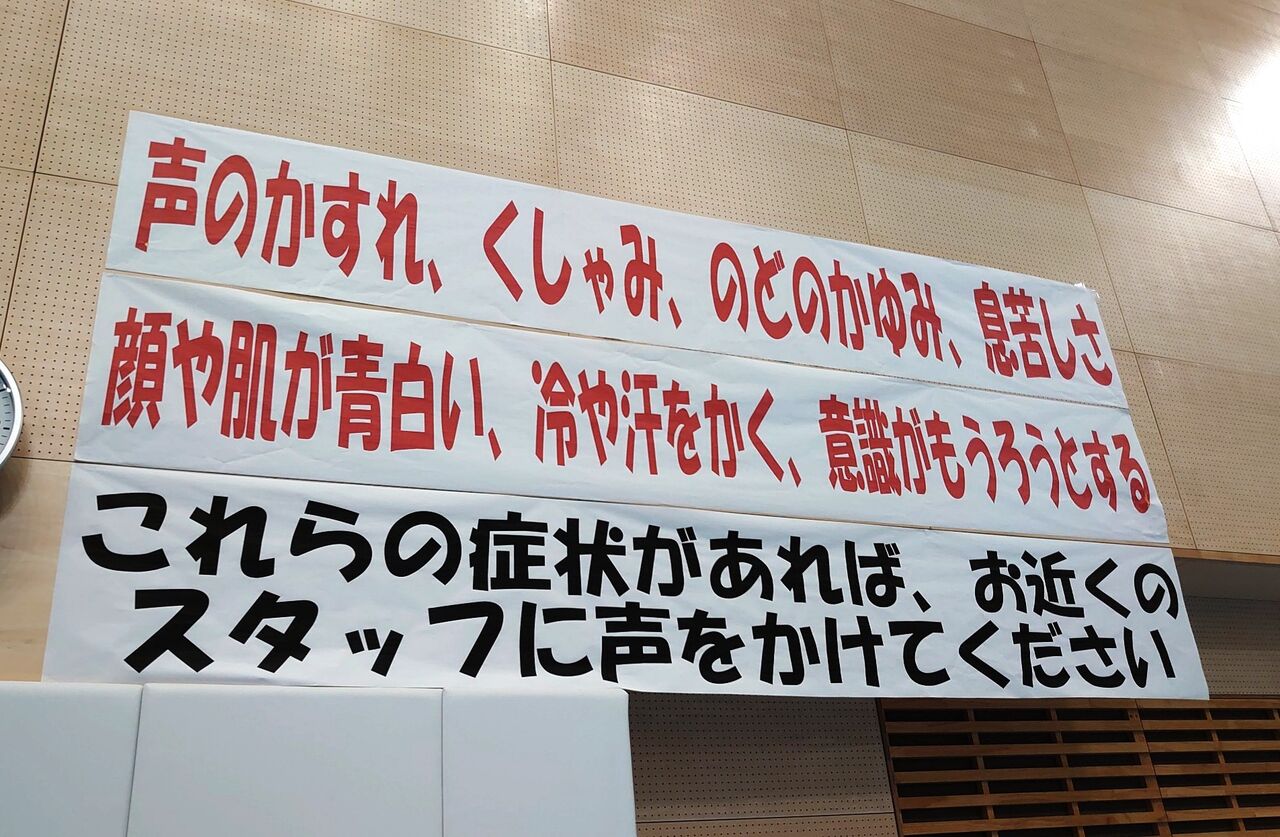 声のかすれ、くしゃみ、のどのかゆみ、息苦しさ
顔や肌が青白い、冷や汗をかく、意識がもうろうとする
これらの症状があれば、お近くの
スタッフに声をかけてください